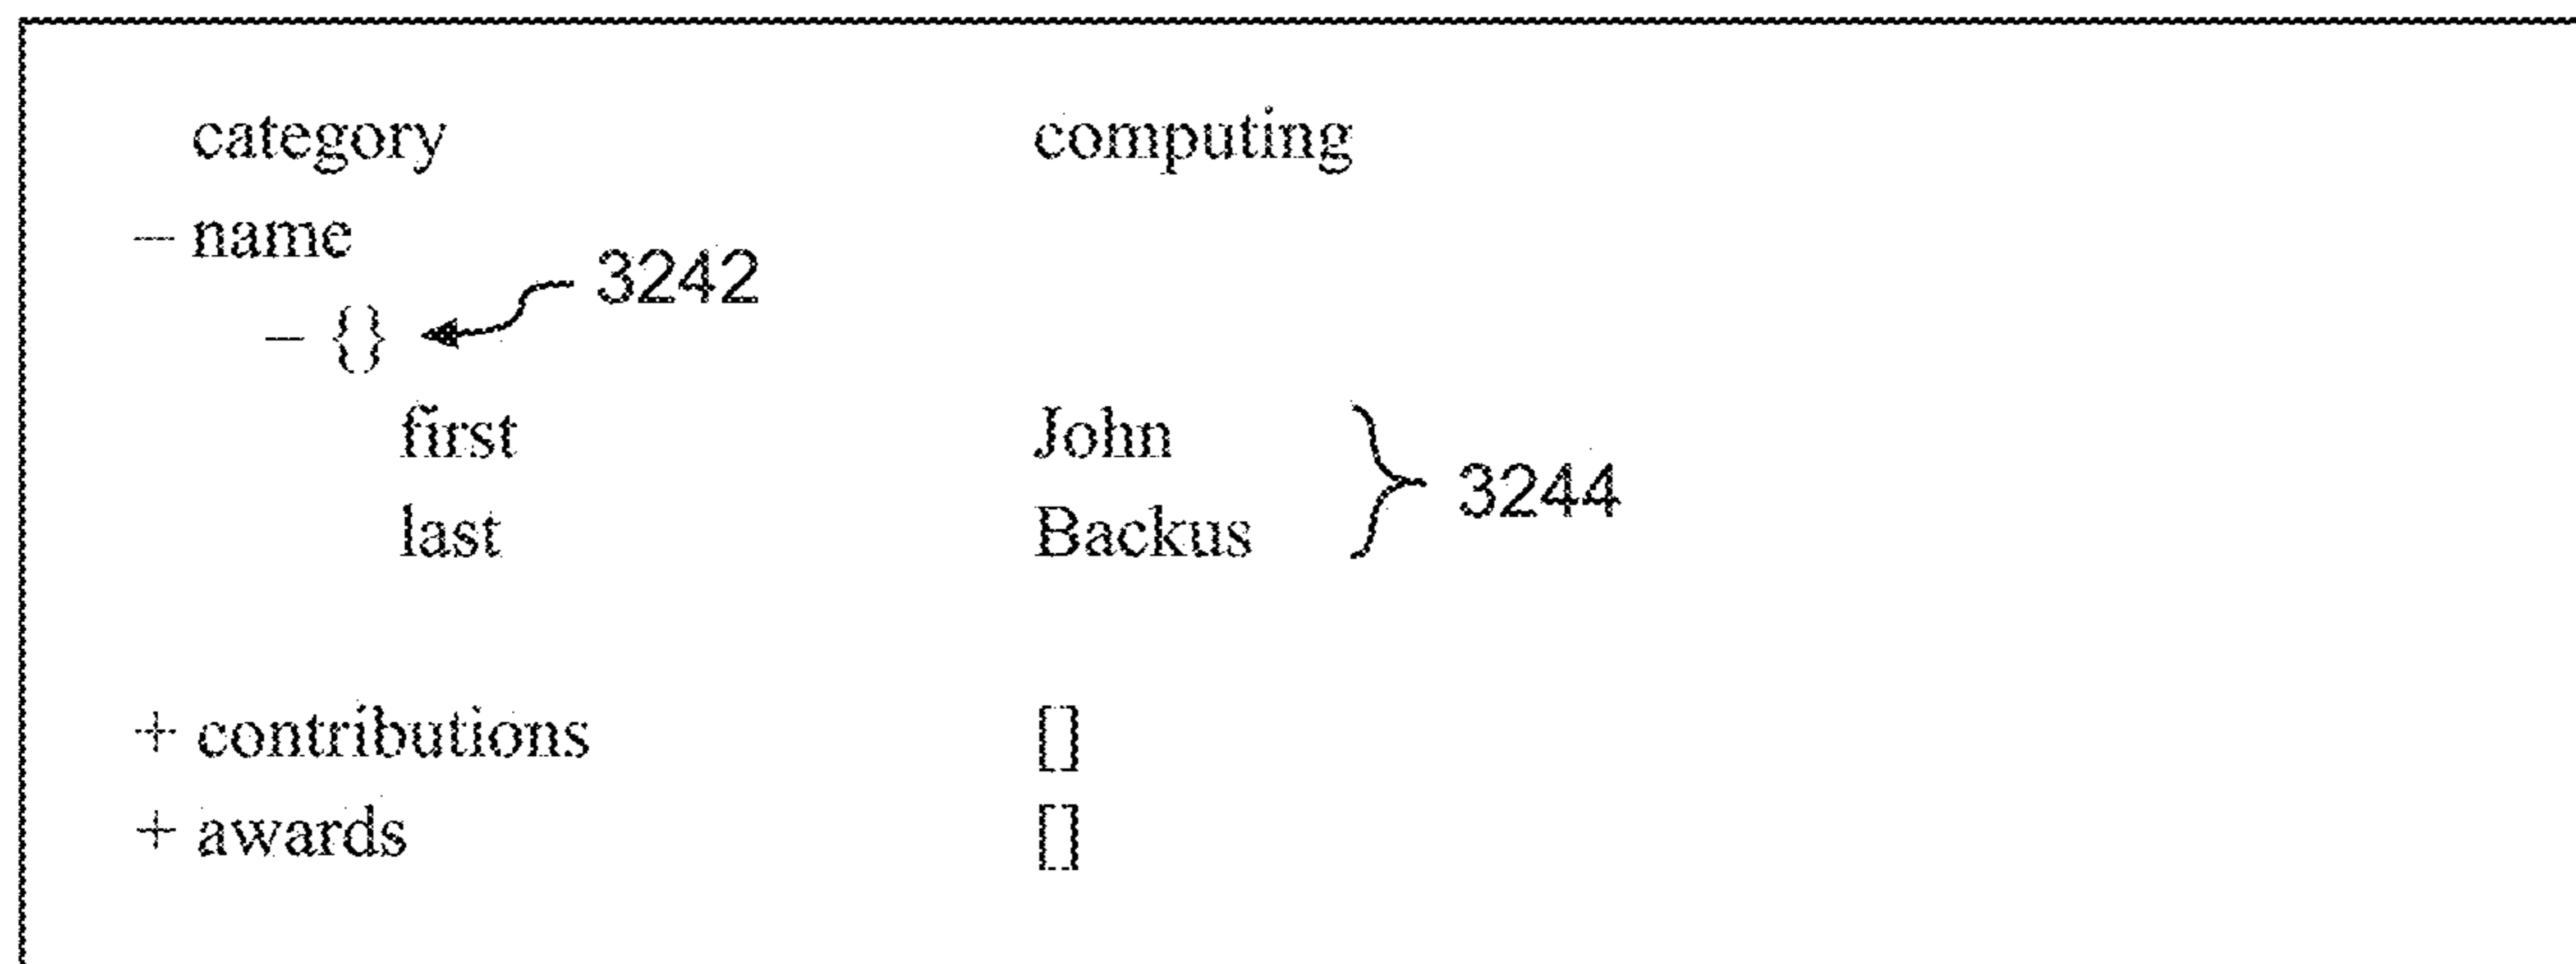 category computing
– name
3242
– {}
first John
3244
last Backus
+ contributions []
+ awards []